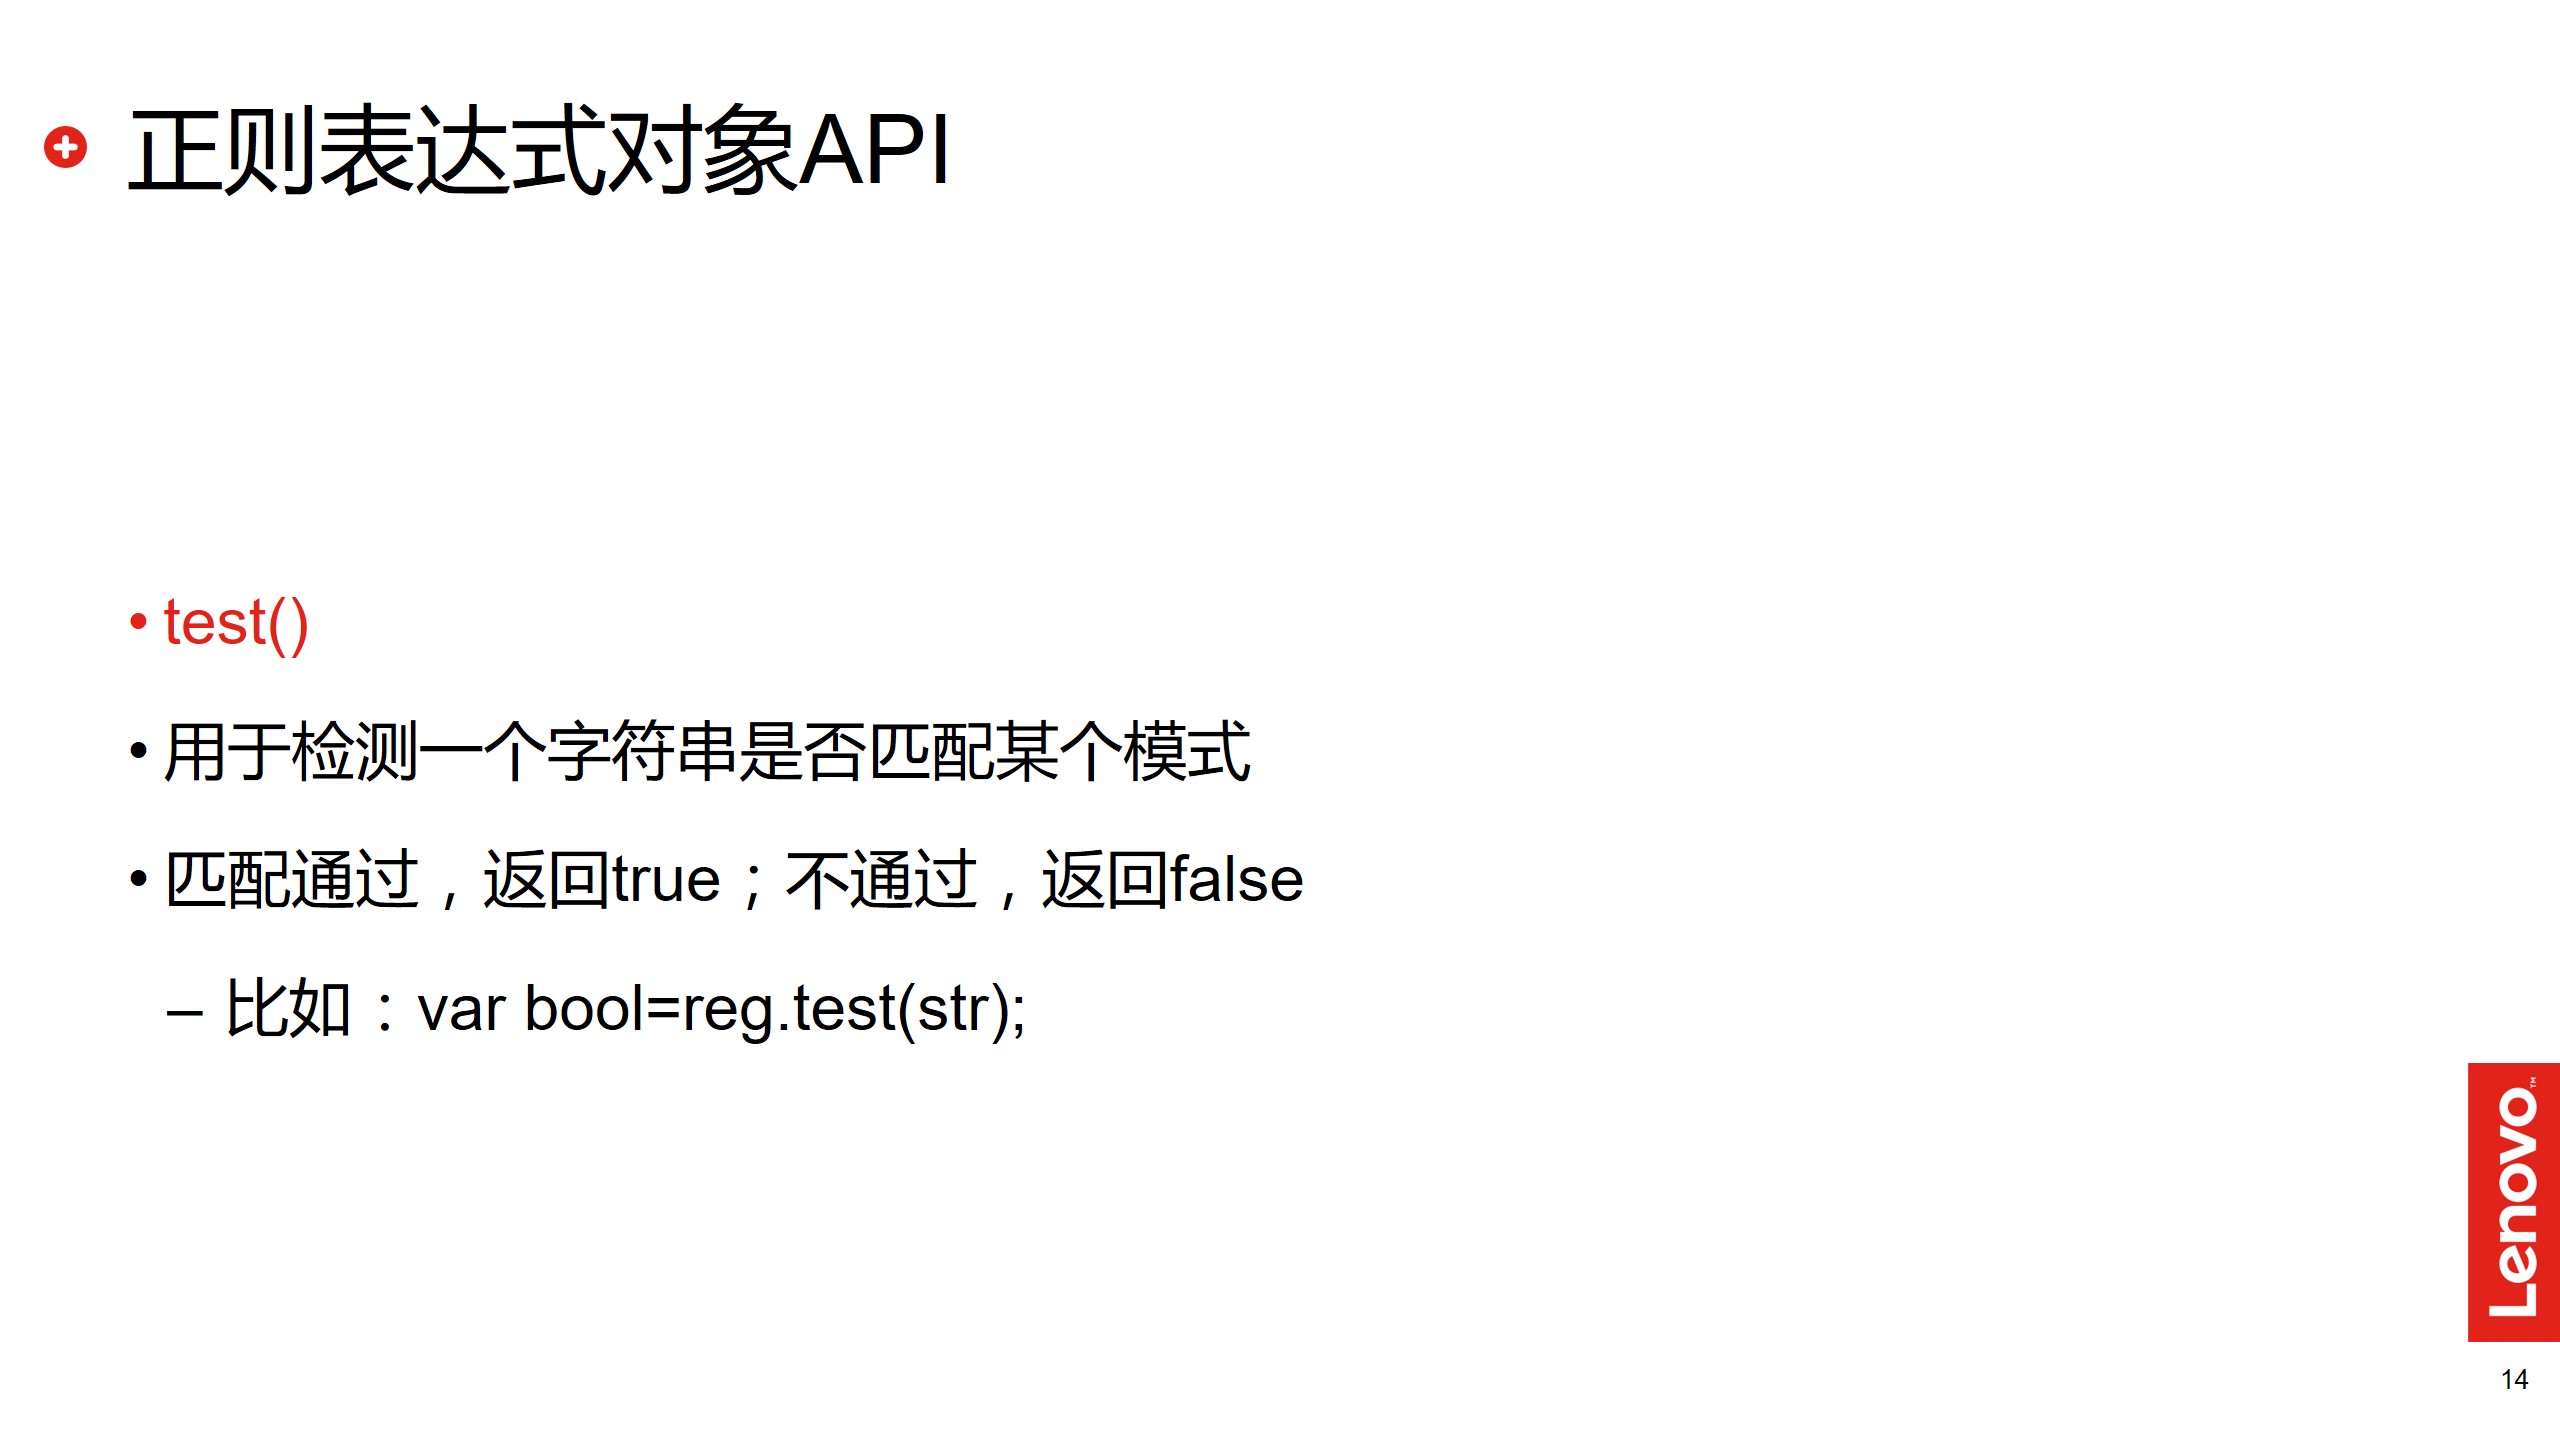 正则表达式对象API
• test()
• 用于检测一个字符串是否匹配某个模式
• 匹配通过，返回true；不通过，返回false
– 比如：var bool=reg.test(str);
Lenovo™
14